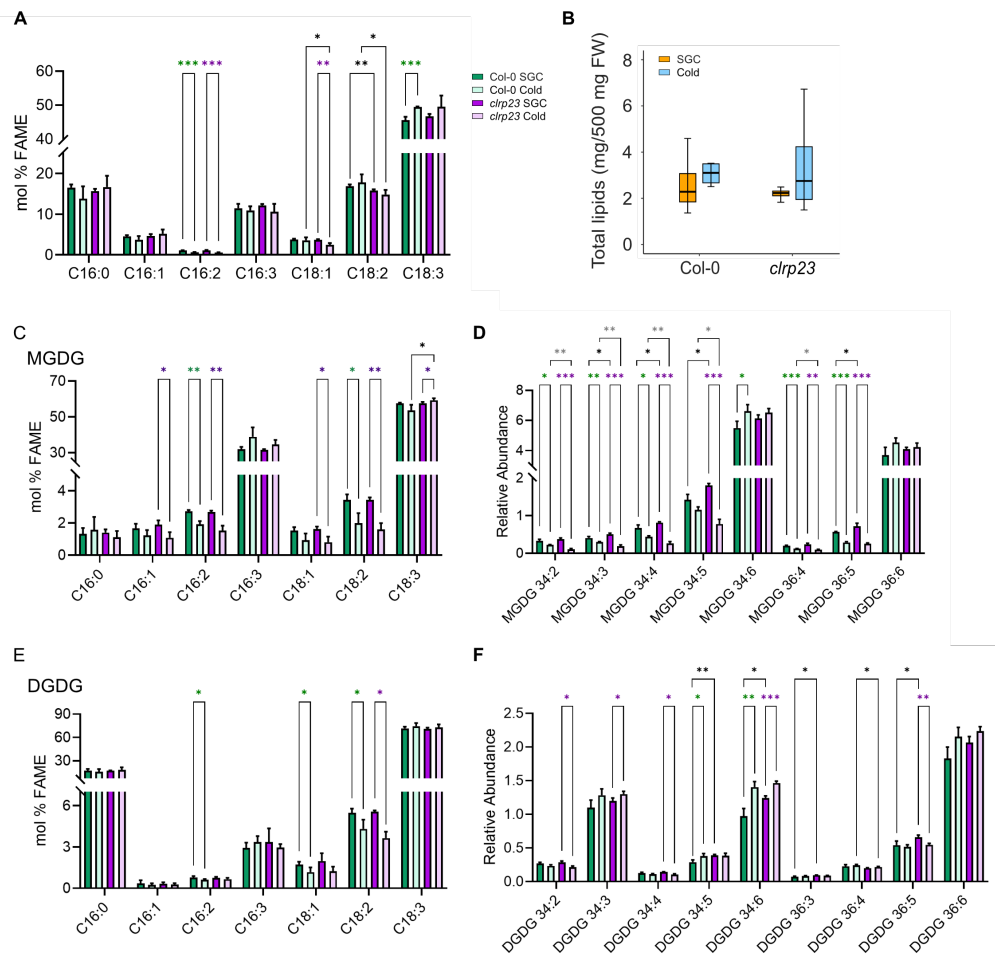 A
mol % FAME
60
50
40
20
10
0
*** *** * ** ** * ***
C16:0 C16:1 C16:2 C16:3 C18:1 C18:2 C18:3
Col-0 SGC
Col-0 Cold
clrp23 SGC
clrp23 Cold
B
Total lipids (mg/500 mg FW)
8
6
4
2
0
SGC
Cold
Col-0 clrp23
C
MGDG
mol % FAME
70
50
30
4
2
0
* ** ** * * ** * *
C16:0 C16:1 C16:2 C16:3 C18:1 C18:2 C18:3
D
Relative Abundance
8
6
4
2
1
0
** ** ** *
* * * * *
* *** ** *** * *** *** * *** ** *** ***
MGDG 34:2 MGDG 34:3 MGDG 34:4 MGDG 34:5 MGDG 34:6 MGDG 36:4 MGDG 36:5 MGDG 36:6
E
DGDG
mol % FAME
90
60
30
6
3
0
* * * *
C16:0 C16:1 C16:2 C16:3 C18:1 C18:2 C18:3
F
Relative Abundance
2.5
2.0
1.5
1.0
0.5
0.0
** * * * *
* * * * ** *** **
DGDG 34:2 DGDG 34:3 DGDG 34:4 DGDG 34:5 DGDG 34:6 DGDG 36:3 DGDG 36:4 DGDG 36:5 DGDG 36:6